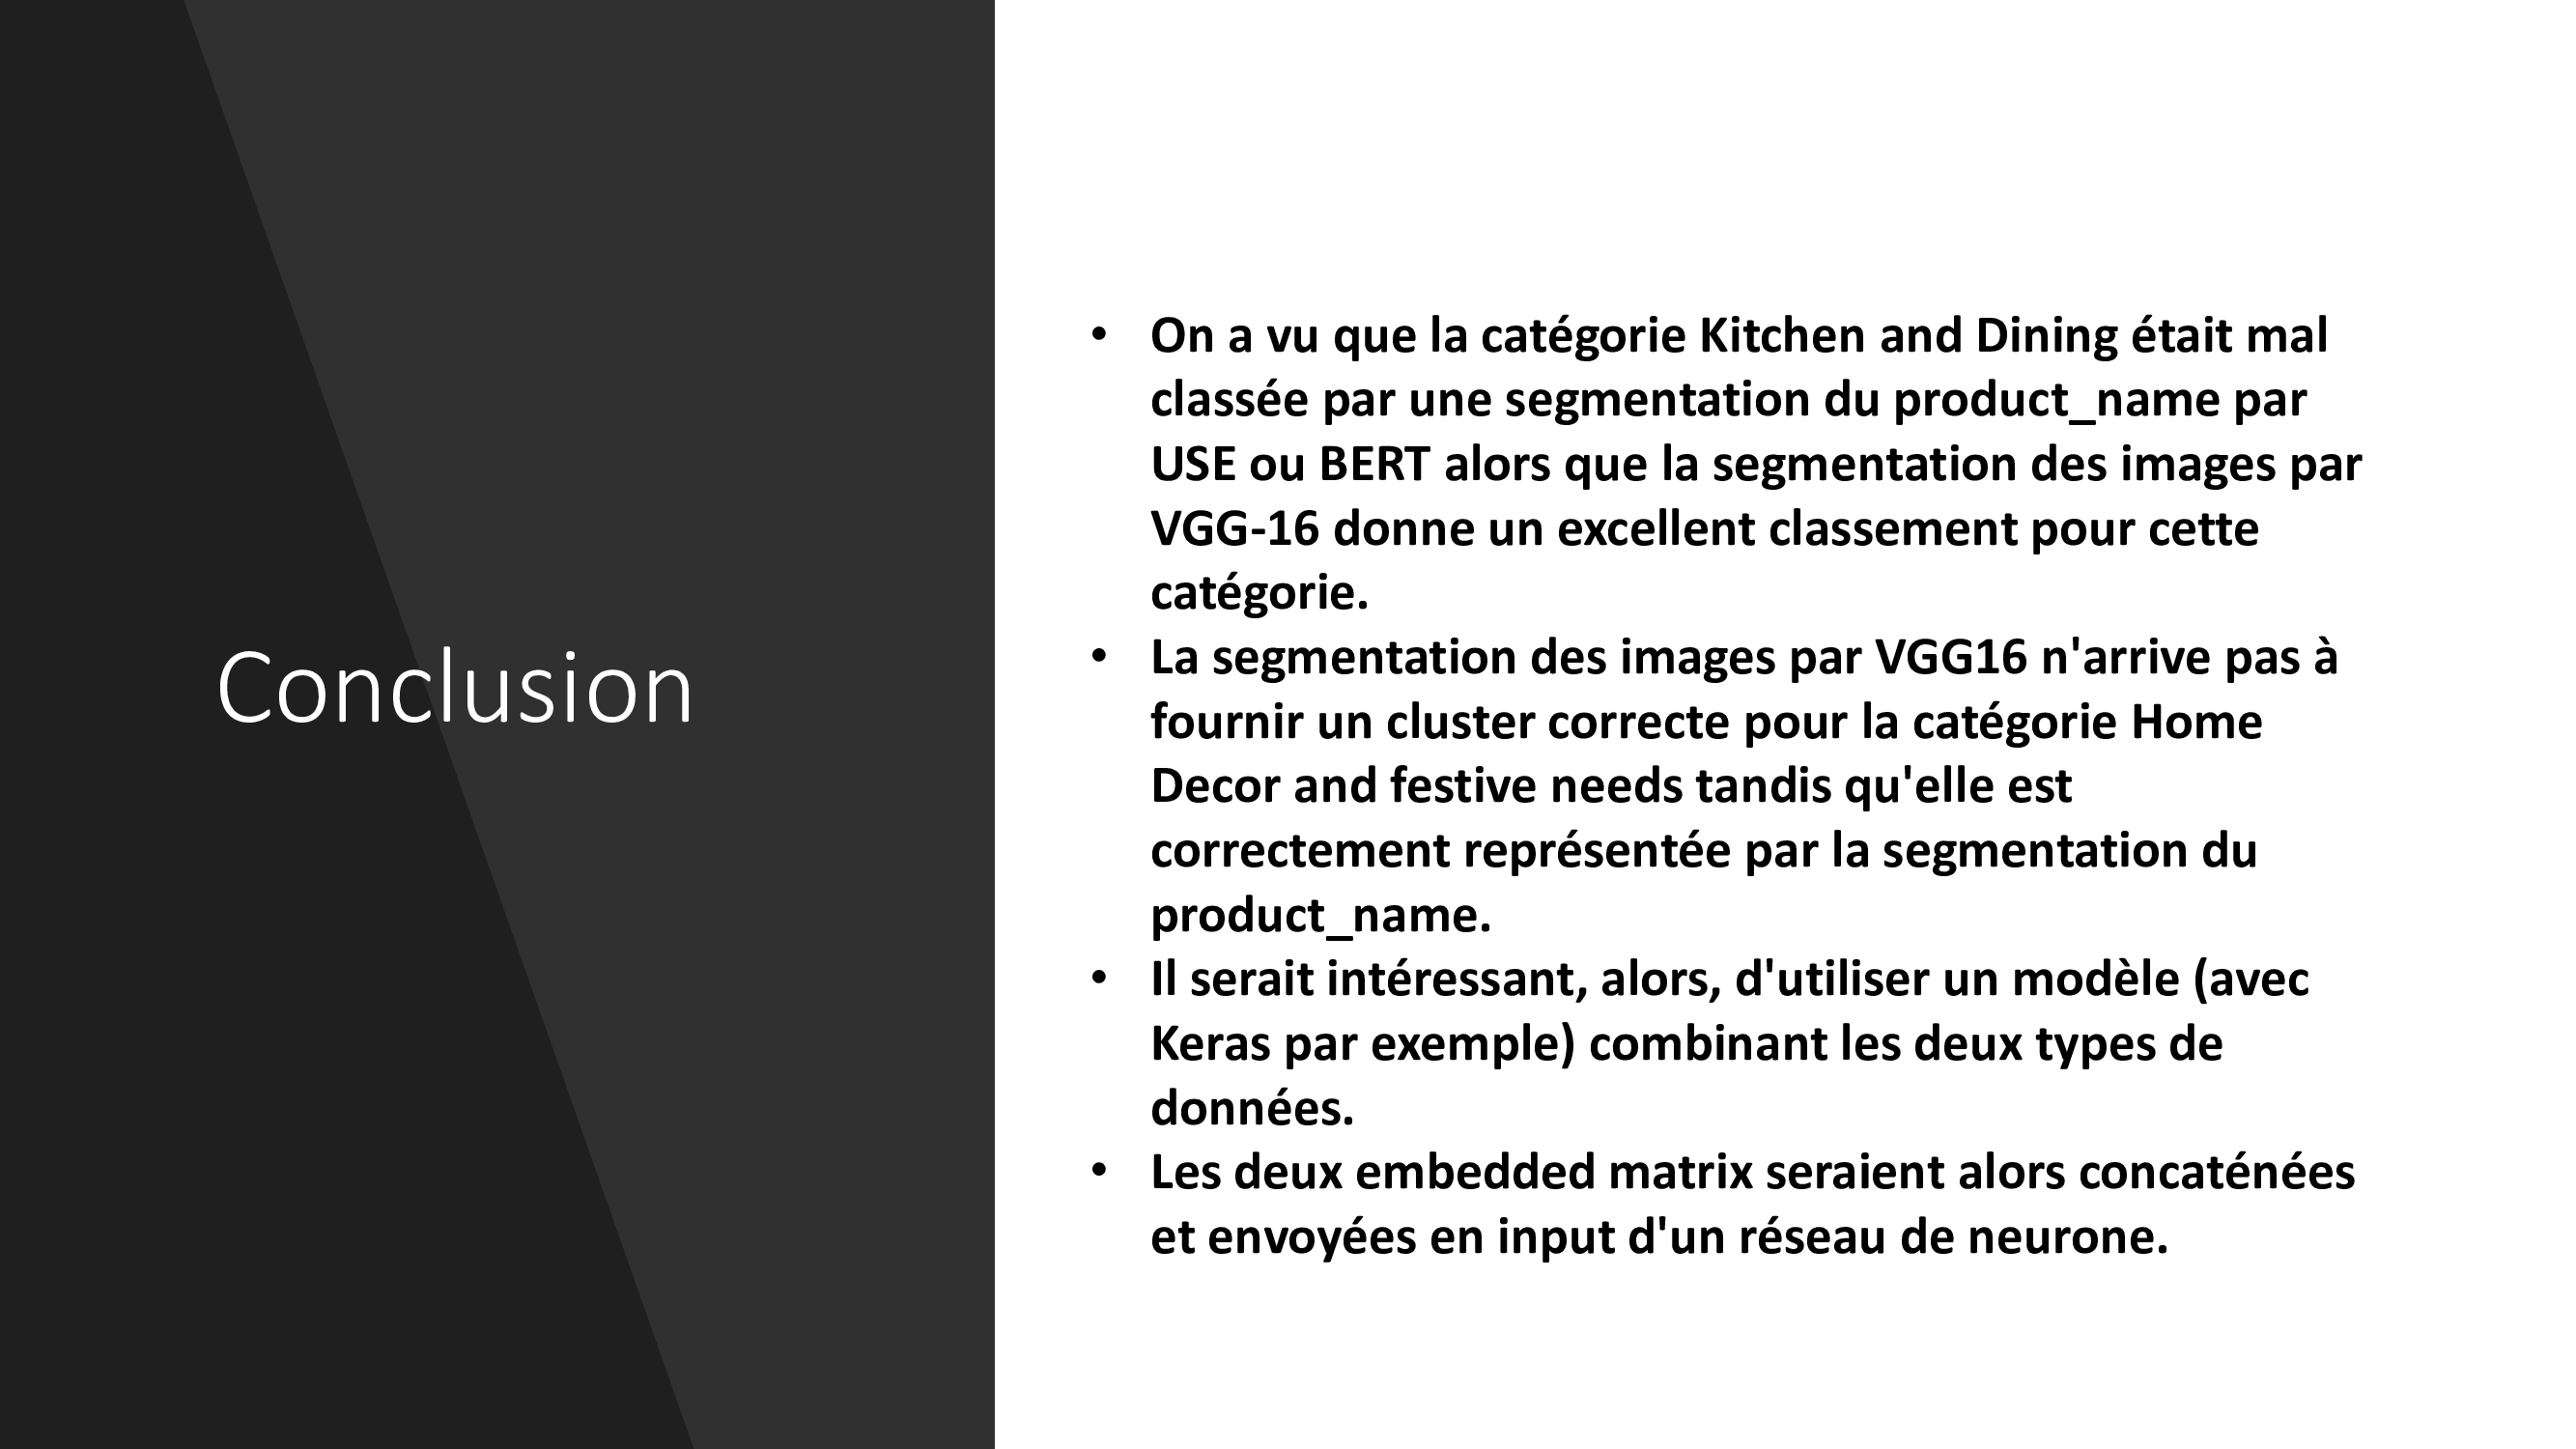 Conclusion
• On a vu que la catégorie Kitchen and Dining était mal
classée par une segmentation du product_name par
USE ou BERT alors que la segmentation des images par
VGG-16 donne un excellent classement pour cette
catégorie.
• La segmentation des images par VGG16 n'arrive pas à
fournir un cluster correcte pour la catégorie Home
Decor and festive needs tandis qu'elle est
correctement représentée par la segmentation du
product_name.
• Il serait intéressant, alors, d'utiliser un modèle (avec
Keras par exemple) combinant les deux types de
données.
• Les deux embedded matrix seraient alors concaténées
et envoyées en input d'un réseau de neurone.